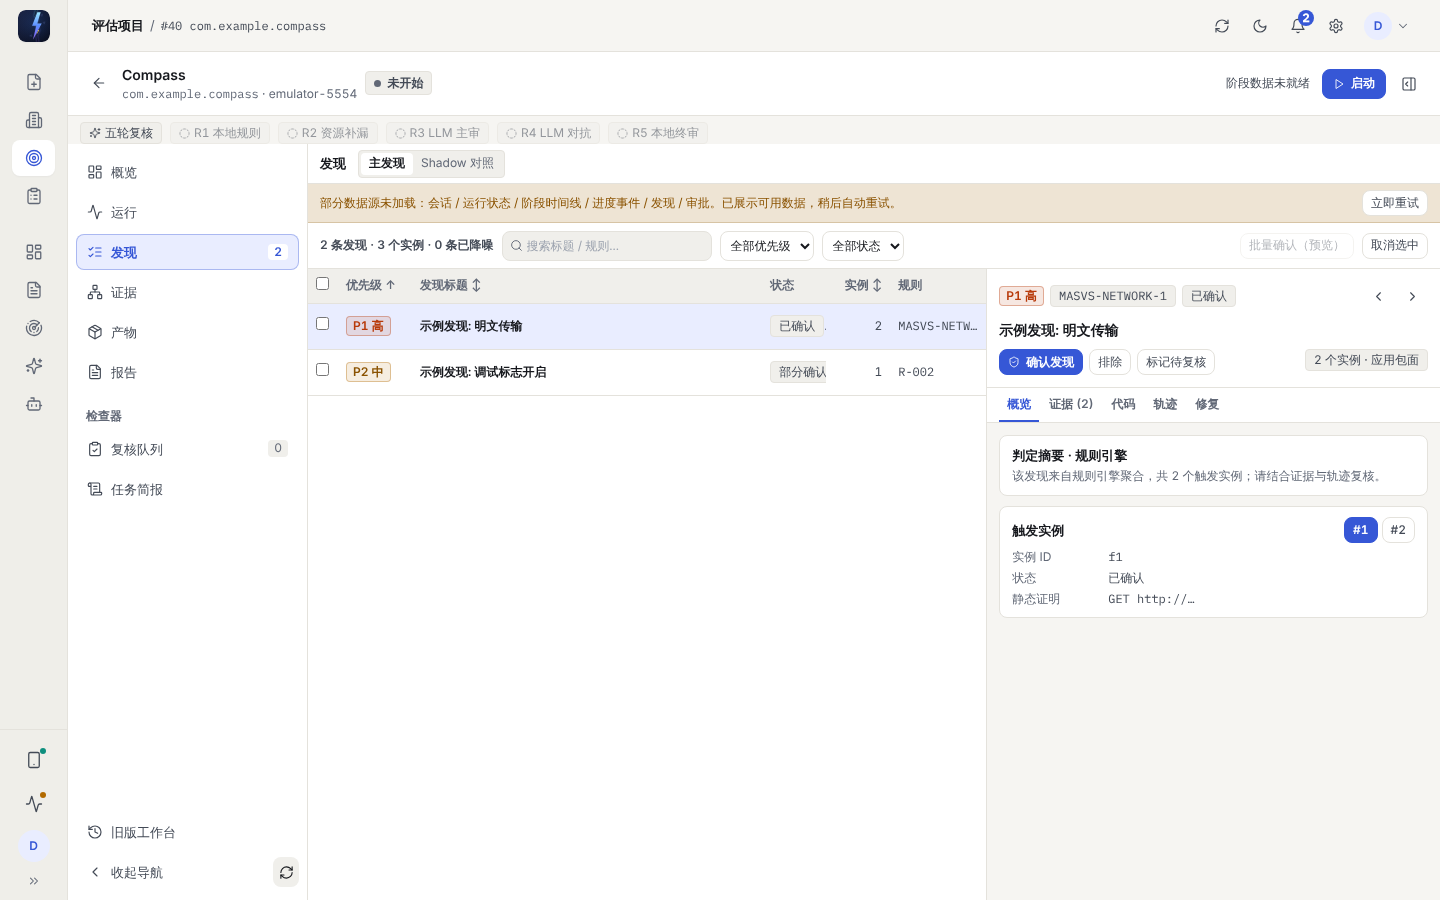 评估项目 / #40 com.example.compass
2
D
Compass
com.example.compass · emulator-5554
未开始
阶段数据未就绪
启动
五轮复核
R1 本地规则
R2 资源补漏
R3 LLM 主审
R4 LLM 对抗
R5 本地终审
概览
运行
发现 2
证据
产物
报告
检查器
复核队列 0
任务简报
旧版工作台
收起导航
D
发现 主发现 Shadow 对照
部分数据源未加载：会话 / 运行状态 / 阶段时间线 / 进度事件 / 发现 / 审批。已展示可用数据，稍后自动重试。
立即重试
2 条发现 · 3 个实例 · 0 条已降噪
搜索标题 / 规则...
全部优先级
全部状态
批量确认（预览）
取消选中
优先级 发现标题 状态 实例 规则
P1 高 示例发现: 明文传输 已确认 2 MASVS-NETW…
P2 中 示例发现: 调试标志开启 部分确认 1 R-002
P1 高 MASVS-NETWORK-1 已确认
示例发现: 明文传输
确认发现 排除 标记待复核
2 个实例 · 应用包面
概览 证据 (2) 代码 轨迹 修复
判定摘要 · 规则引擎
该发现来自规则引擎聚合，共 2 个触发实例；请结合证据与轨迹复核。
触发实例 #1 #2
实例 ID f1
状态 已确认
静态证明 GET http://…